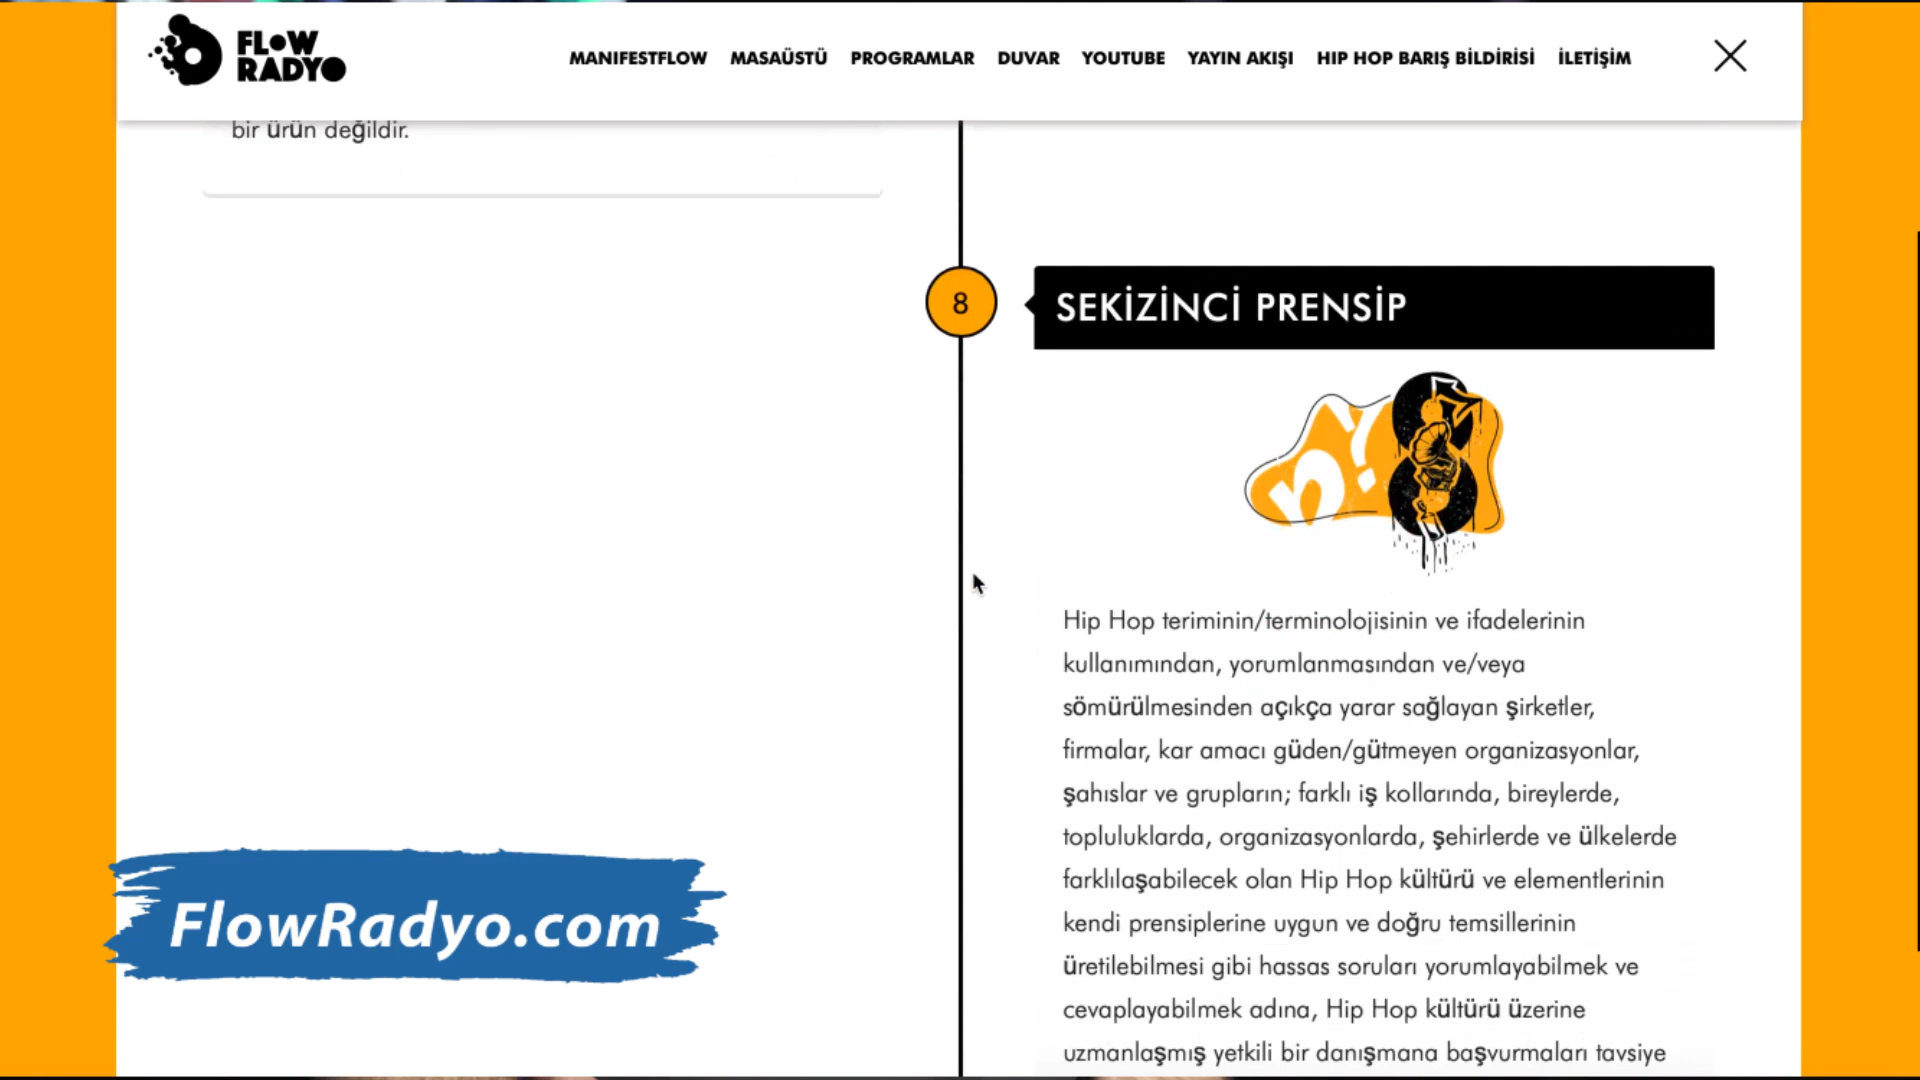 FLOW
RADYO
MANIFESTFLOW MASAÜSTÜ PROGRAMLAR DUVAR YOUTUBE YAYIN AKIŞI HIP HOP BARIŞ BİLDİRİSİ İLETİŞİM
bir ürün değildir.
8
SEKİZİNCİ PRENSİP
Hip Hop teriminin/terminolojisinin ve ifadelerinin
kullanımından, yorumlanmasından ve/veya
sömürülmesinden açıkça yarar sağlayan şirketler,
firmalar, kar amacı güden/gütmeyen organizasyonlar,
şahıslar ve grupların; farklı iş kollarında, bireylerde,
topluluklarda, organizasyonlarda, şehirlerde ve ülkelerde
farklılaşabilecek olan Hip Hop kültürü ve elementlerinin
kendi prensiplerine uygun ve doğru temsillerinin
üretilebilmesi gibi hassas soruları yorumlayabilmek ve
cevaplayabilmek adına, Hip Hop kültürü üzerine
uzmanlaşmış yetkili bir danışmana başvurmaları tavsiye
FlowRadyo.com